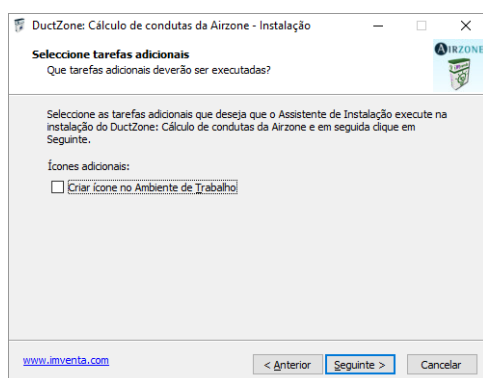 DuctZone: Cálculo de condutas da Airzone - Instalação
Seleccione tarefas adicionais
Que tarefas adicionais deverão ser executadas?
AIRZONE
Seleccione as tarefas adicionais que deseja que o Assistente de Instalação execute na
instalação do DuctZone: Cálculo de condutas da Airzone e em seguida clique em
Seguinte.
Ícones adicionais:
Criar ícone no Ambiente de Trabalho
www.imventa.com
< Anterior
Seguinte >
Cancelar